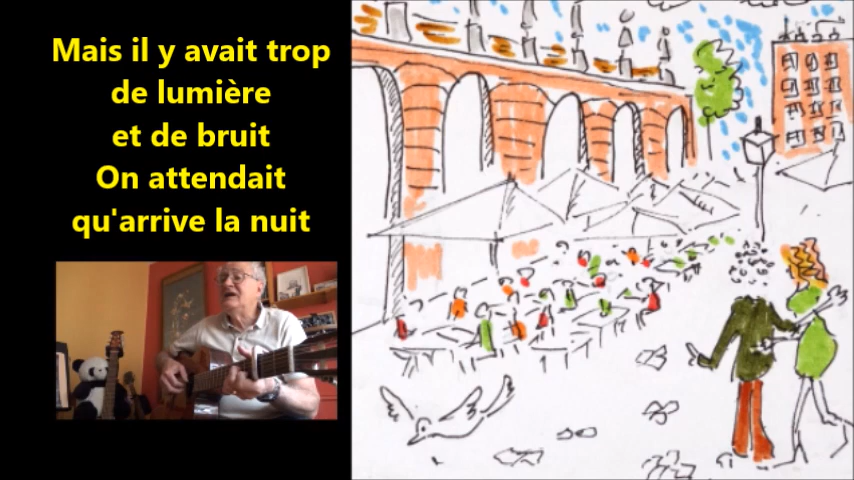 Mais il y avait trop
de lumière
et de bruit
On attendait
qu'arrive la nuit